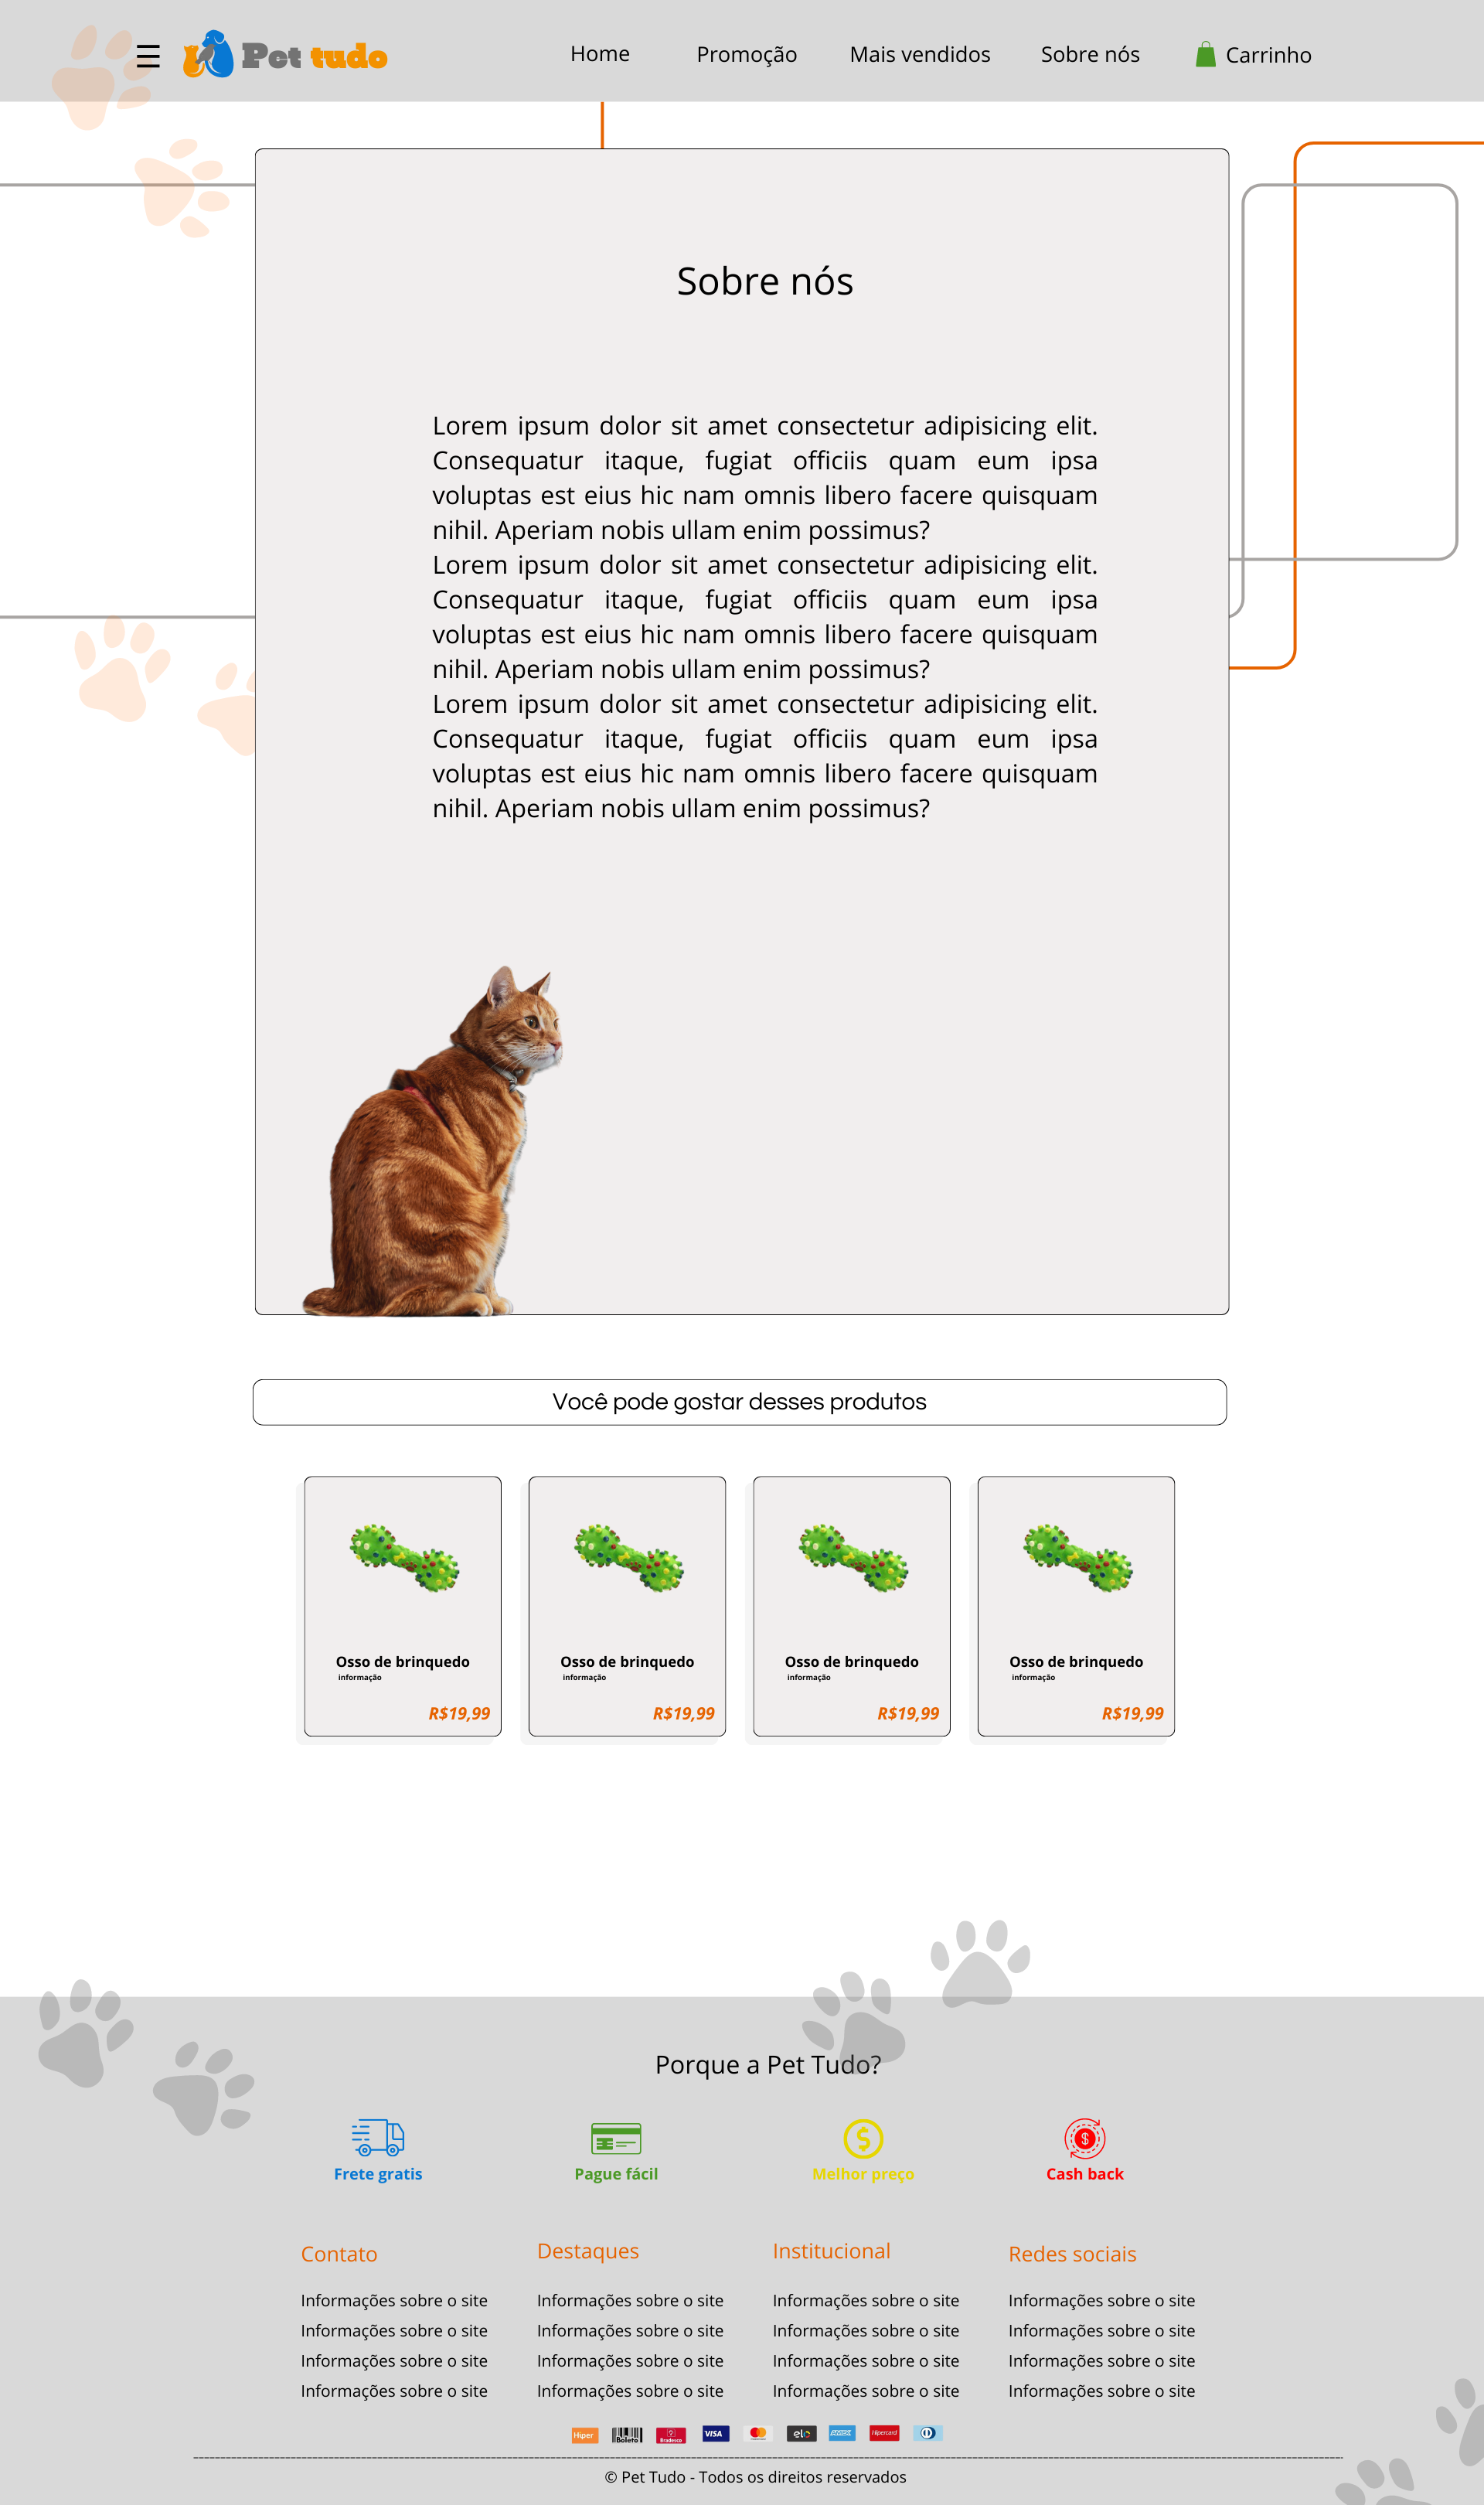 ☰ Pet tudo Home Promoção Mais vendidos Sobre nós Carrinho
Sobre nós
Lorem ipsum dolor sit amet consectetur adipisicing elit.
Consequatur itaque, fugiat officiis quam eum ipsa
voluptas est eius hic nam omnis libero facere quisquam
nihil. Aperiam nobis ullam enim possimus?
Lorem ipsum dolor sit amet consectetur adipisicing elit.
Consequatur itaque, fugiat officiis quam eum ipsa
voluptas est eius hic nam omnis libero facere quisquam
nihil. Aperiam nobis ullam enim possimus?
Lorem ipsum dolor sit amet consectetur adipisicing elit.
Consequatur itaque, fugiat officiis quam eum ipsa
voluptas est eius hic nam omnis libero facere quisquam
nihil. Aperiam nobis ullam enim possimus?
Você pode gostar desses produtos
Osso de brinquedo
informação
R$19,99
Osso de brinquedo
informação
R$19,99
Osso de brinquedo
informação
R$19,99
Osso de brinquedo
informação
R$19,99
Porque a Pet Tudo?
Frete gratis
Pague fácil
Melhor preço
Cash back
Contato
Informações sobre o site
Informações sobre o site
Informações sobre o site
Informações sobre o site
Destaques
Informações sobre o site
Informações sobre o site
Informações sobre o site
Informações sobre o site
Institucional
Informações sobre o site
Informações sobre o site
Informações sobre o site
Informações sobre o site
Redes sociais
Informações sobre o site
Informações sobre o site
Informações sobre o site
Informações sobre o site
Hiper Boleto Bradesco VISA elo Hipercard
© Pet Tudo - Todos os direitos reservados